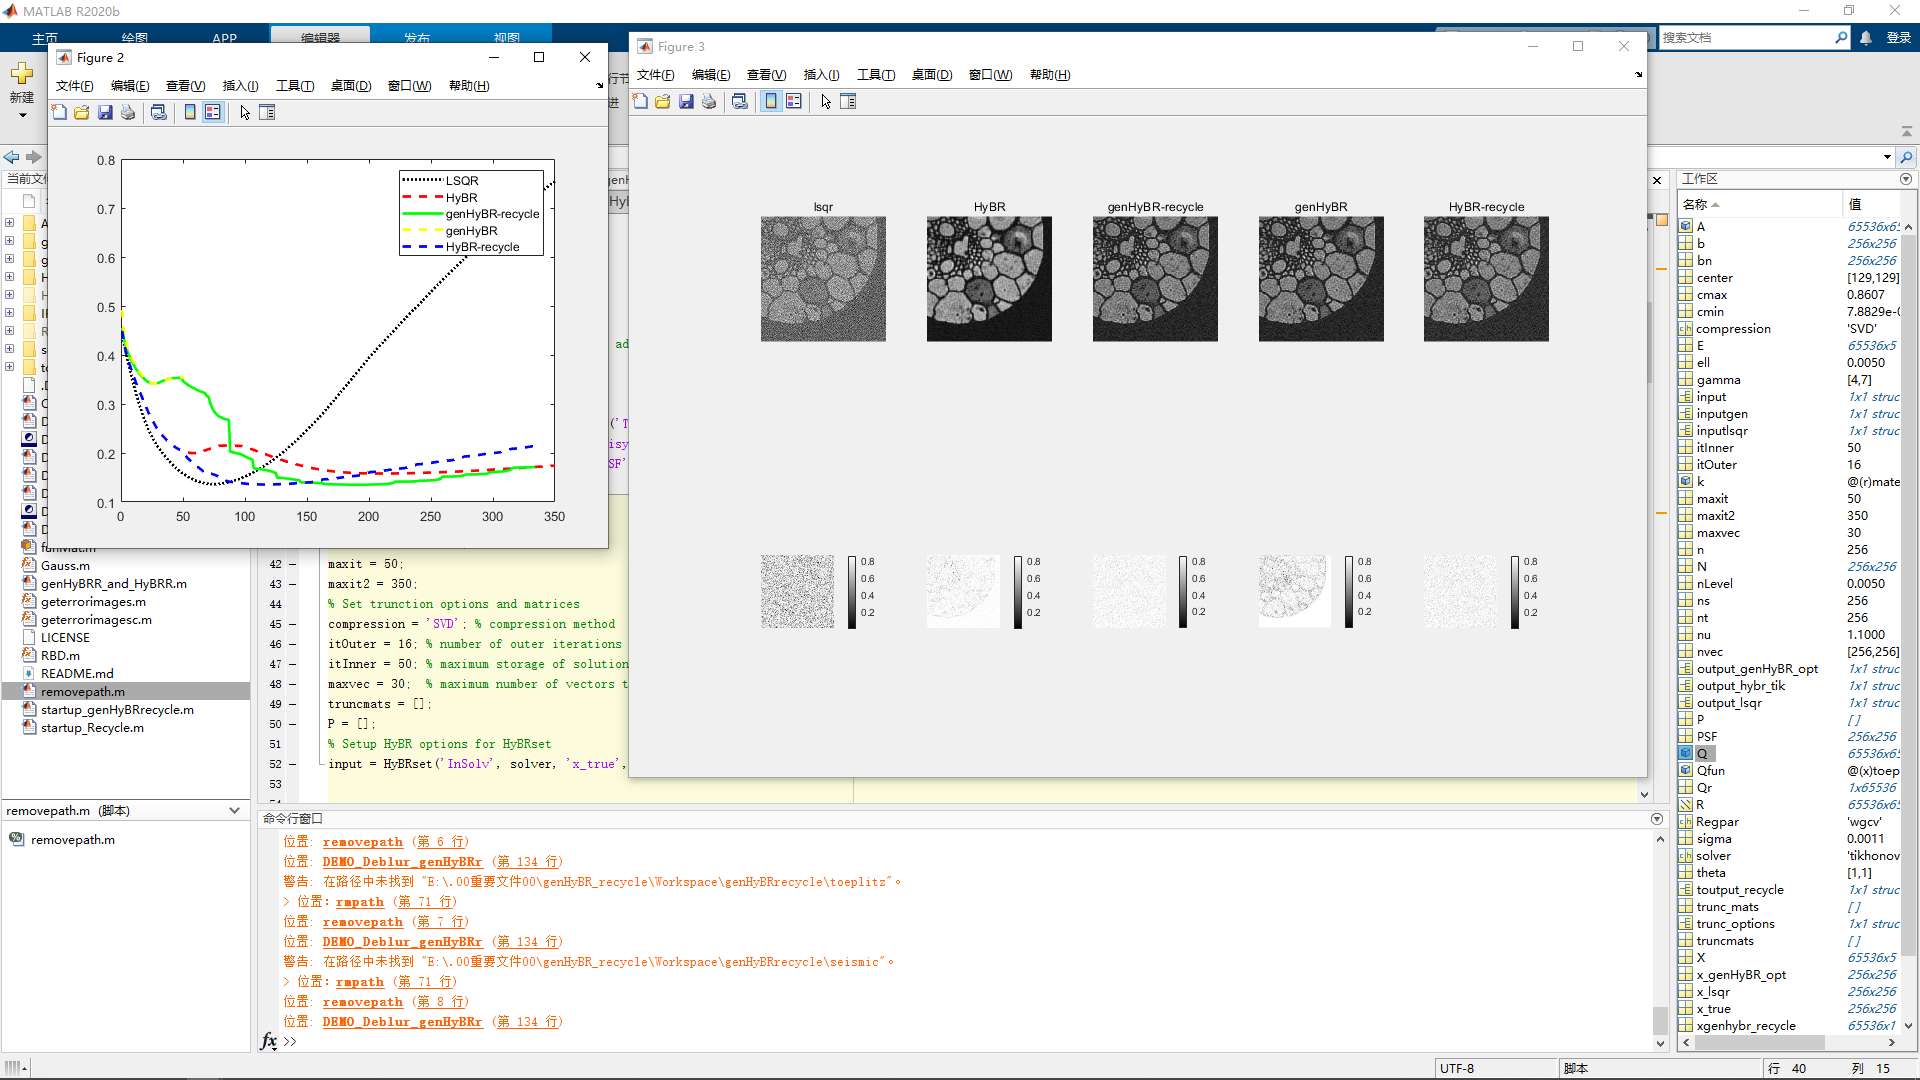 MATLAB R2020b
主页 绘图 APP 编辑器 发布 视图
搜索文档
登录
新建
Figure 2
文件(F) 编辑(E) 查看(V) 插入(I) 工具(T) 桌面(D) 窗口(W) 帮助(H)
0.8
0.7
0.6
0.5
0.4
0.3
0.2
0.1
0 50 100 150 200 250 300 350
LSQR
HyBR
genHyBR-recycle
genHyBR
HyBR-recycle
Figure 3
文件(F) 编辑(E) 查看(V) 插入(I) 工具(T) 桌面(D) 窗口(W) 帮助(H)
lsqr HyBR genHyBR-recycle genHyBR HyBR-recycle
0.8 0.8 0.8 0.8 0.8
0.6 0.6 0.6 0.6 0.6
0.4 0.4 0.4 0.4 0.4
0.2 0.2 0.2 0.2 0.2
Gauss.m
genHyBRR_and_HyBRR.m
geterrorimages.m
geterrorimagesc.m
LICENSE
RBD.m
README.md
removepath.m
startup_genHyBRrecycle.m
startup_Recycle.m
removepath.m (脚本)
removepath.m
42 – maxit = 50;
43 – maxit2 = 350;
44 % Set trunction options and matrices
45 – compression = 'SVD'; % compression method
46 – itOuter = 16; % number of outer iterations
47 – itInner = 50; % maximum storage of solution
48 – maxvec = 30; % maximum number of vectors t
49 – truncmats = [];
50 – P = [];
51 % Setup HyBR options for HyBRset
52 – input = HyBRset('InSolv', solver, 'x_true',
53
命令行窗口
位置: removepath (第 6 行)
位置: DEMO_Deblur_genHyBRr (第 134 行)
警告: 在路径中未找到 "E:\.00重要文件00\genHyBR_recycle\Workspace\genHyBRrecycle\toeplitz"。
> 位置: rmpath (第 71 行)
位置: removepath (第 7 行)
位置: DEMO_Deblur_genHyBRr (第 134 行)
警告: 在路径中未找到 "E:\.00重要文件00\genHyBR_recycle\Workspace\genHyBRrecycle\seismic"。
> 位置: rmpath (第 71 行)
位置: removepath (第 8 行)
位置: DEMO_Deblur_genHyBRr (第 134 行)
fx >>
工作区
名称 值
A 65536x65
b 256x256
bn 256x256
center [129,129]
cmax 0.8607
cmin 7.8829e-0
compression 'SVD'
E 65536x5
ell 0.0050
gamma [4,7]
input 1x1 struc
inputgen 1x1 struc
inputlsqr 1x1 struc
itInner 50
itOuter 16
k @(r)mate
maxit 50
maxit2 350
maxvec 30
n 256
N 256x256
nLevel 0.0050
ns 256
nt 256
nu 1.1000
nvec [256,256]
output_genHyBR_opt 1x1 struc
output_hybr_tik 1x1 struc
output_lsqr 1x1 struc
P []
PSF 256x256
Q 65536x65
Qfun @(x)toep
Qr 1x65536
R 65536x65
Regpar 'wgcv'
sigma 0.0011
solver 'tikhonov
theta [1,1]
toutput_recycle 1x1 struc
trunc_mats []
trunc_options 1x1 struc
truncmats []
X 65536x5
x_genHyBR_opt 256x256
x_lsqr 256x256
x_true 256x256
xgenhybr_recycle 65536x1
UTF-8 脚本 行 40 列 15